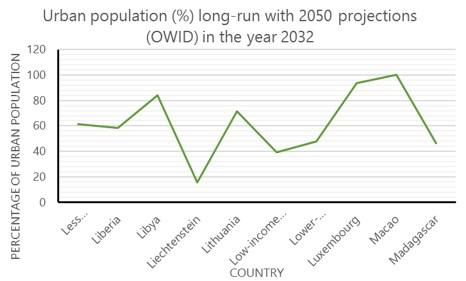 Urban population (%) long-run with 2050 projections
(OWID) in the year 2032
PERCENTAGE OF URBAN POPULATION
120
100
80
60
40
20
0
Less...
Liberia
Libya
Liechtenstein
Lithuania
Low-income...
Lower-...
Luxembourg
Macao
Madagascar
COUNTRY